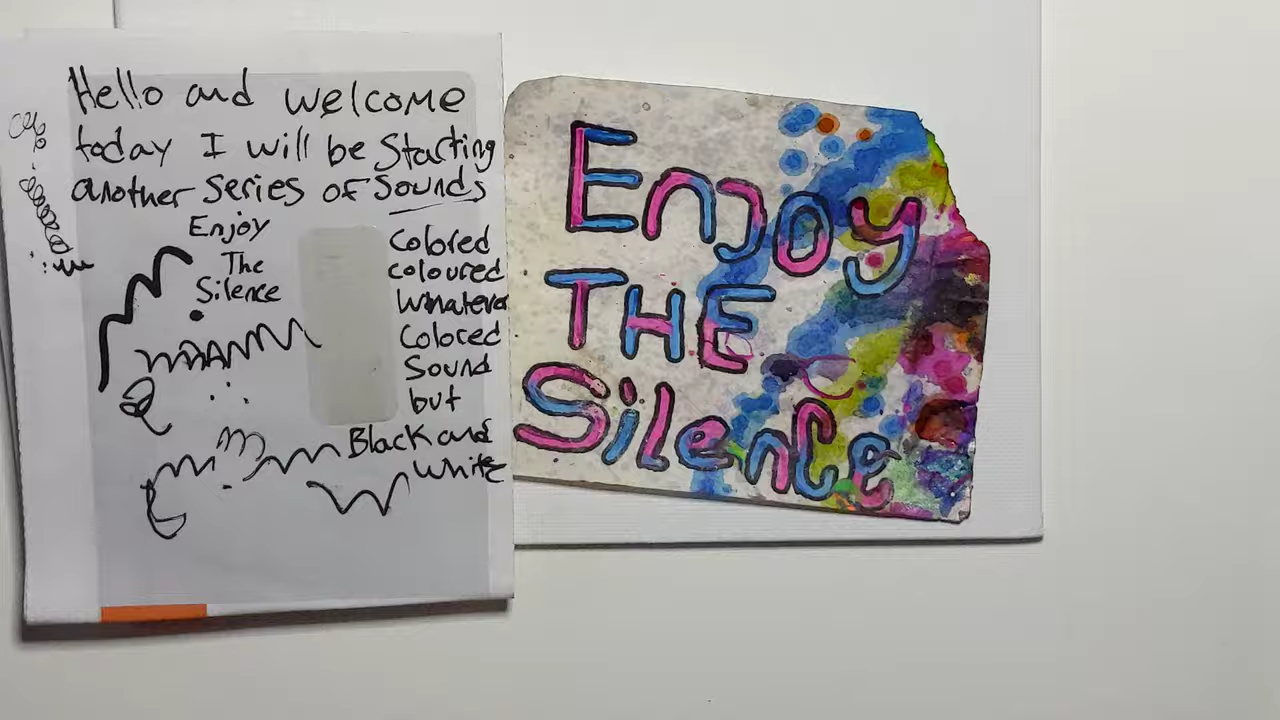 Hello and welcome
today I will be Starting
another Series of Sounds
Enjoy
The
Silence
Colored
coloured
Whatever
Colored
Sound
but
Black and
White
Enjoy
THE
Silence